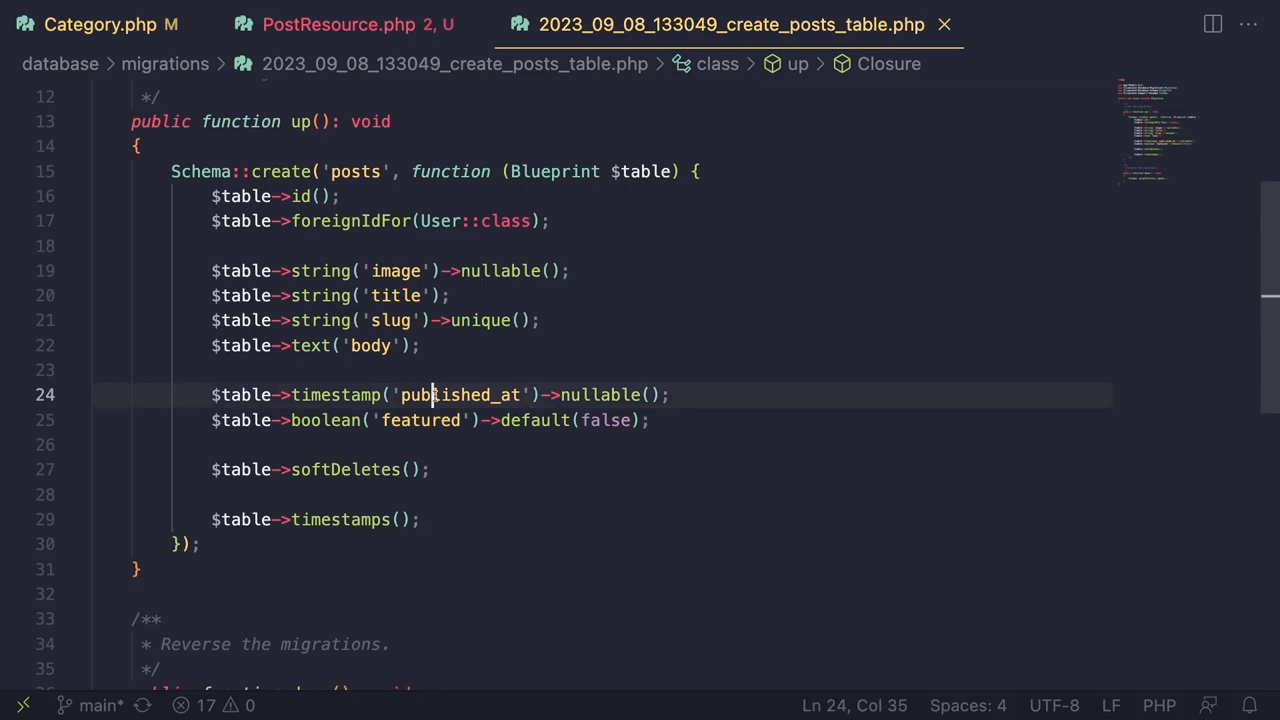 Category.php M PostResource.php 2, U 2023_09_08_133049_create_posts_table.php
database > migrations > 2023_09_08_133049_create_posts_table.php > class > up > Closure
12 */
13 public function up(): void
14 {
15 Schema::create('posts', function (Blueprint $table) {
16 $table->id();
17 $table->foreignIdFor(User::class);
18
19 $table->string('image')->nullable();
20 $table->string('title');
21 $table->string('slug')->unique();
22 $table->text('body');
23
24 $table->timestamp('published_at')->nullable();
25 $table->boolean('featured')->default(false);
26
27 $table->softDeletes();
28
29 $table->timestamps();
30 });
31 }
32
33 /**
34 * Reverse the migrations.
35 */
main* 17 0 Ln 24, Col 35 Spaces: 4 UTF-8 LF PHP